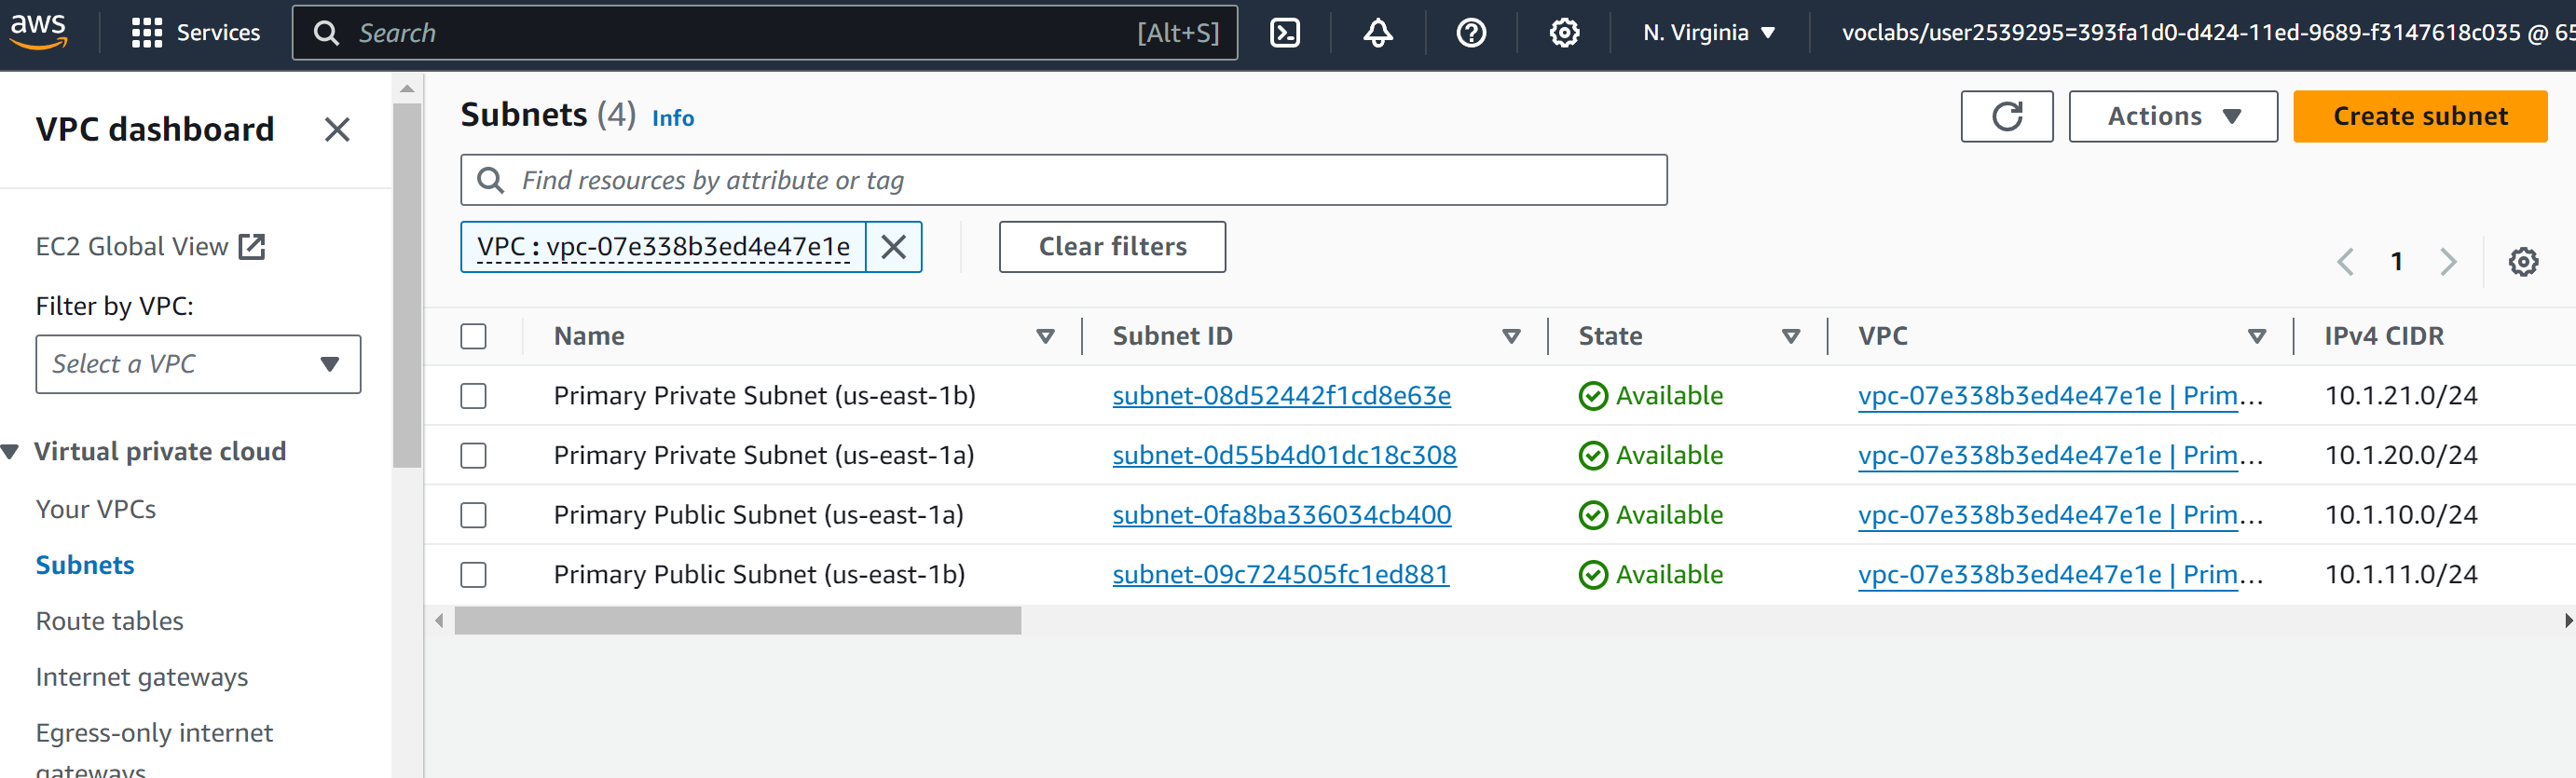 aws
Services
Search [Alt+S]
N. Virginia
voclabs/user2539295=393fa1d0-d424-11ed-9689-f3147618c035 @ 65
VPC dashboard
EC2 Global View
Filter by VPC:
Select a VPC
Virtual private cloud
Your VPCs
Subnets
Route tables
Internet gateways
Egress-only internet
gateways
Subnets (4) Info
Actions
Create subnet
Find resources by attribute or tag
VPC : vpc-07e338b3ed4e47e1e
Clear filters
1
Name Subnet ID State VPC IPv4 CIDR
Primary Private Subnet (us-east-1b) subnet-08d52442f1cd8e63e Available vpc-07e338b3ed4e47e1e | Prim… 10.1.21.0/24
Primary Private Subnet (us-east-1a) subnet-0d55b4d01dc18c308 Available vpc-07e338b3ed4e47e1e | Prim… 10.1.20.0/24
Primary Public Subnet (us-east-1a) subnet-0fa8ba336034cb400 Available vpc-07e338b3ed4e47e1e | Prim… 10.1.10.0/24
Primary Public Subnet (us-east-1b) subnet-09c724505fc1ed881 Available vpc-07e338b3ed4e47e1e | Prim… 10.1.11.0/24